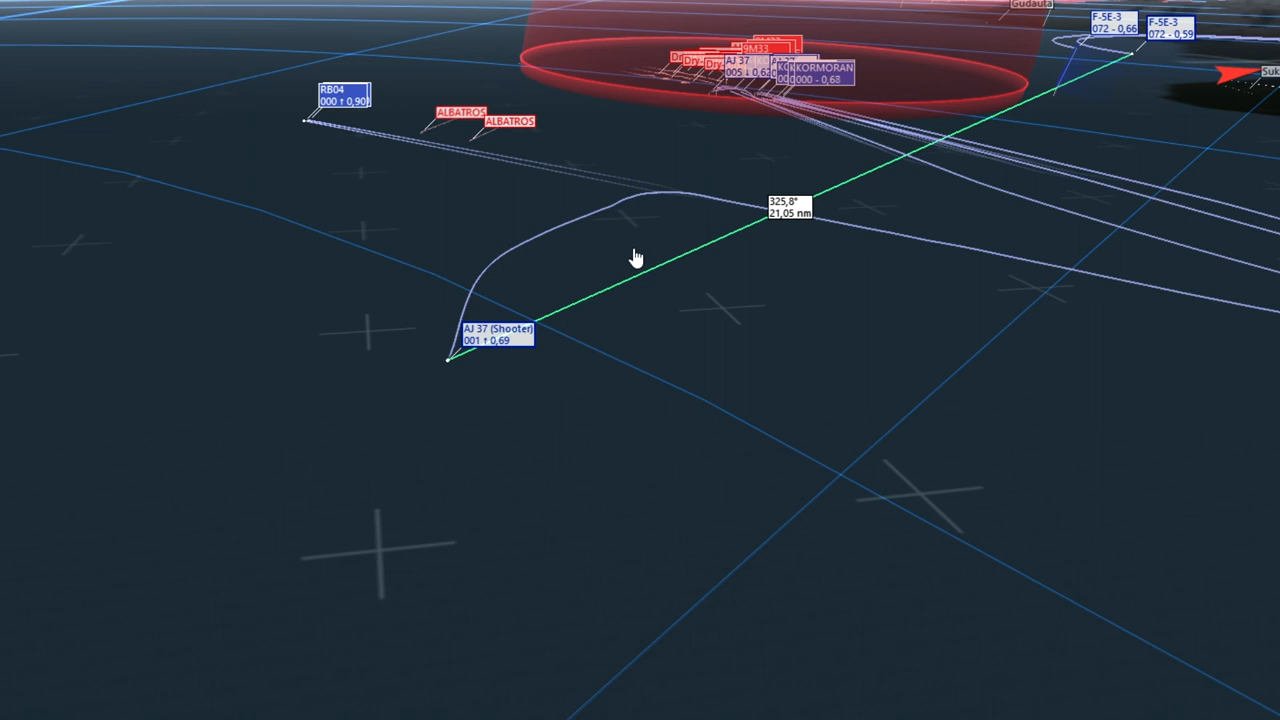 Gudauta
F-5E-3
072 - 0,66
F-5E-3
072 - 0,59
9M33
AJ 37
005 ↓ 0,62
KORMORAN
000 - 0,68
Suk
RB04
000 ↑ 0,90
ALBATROS
ALBATROS
325,8°
21,05 nm
AJ 37 (Shooter)
001 ↑ 0,69